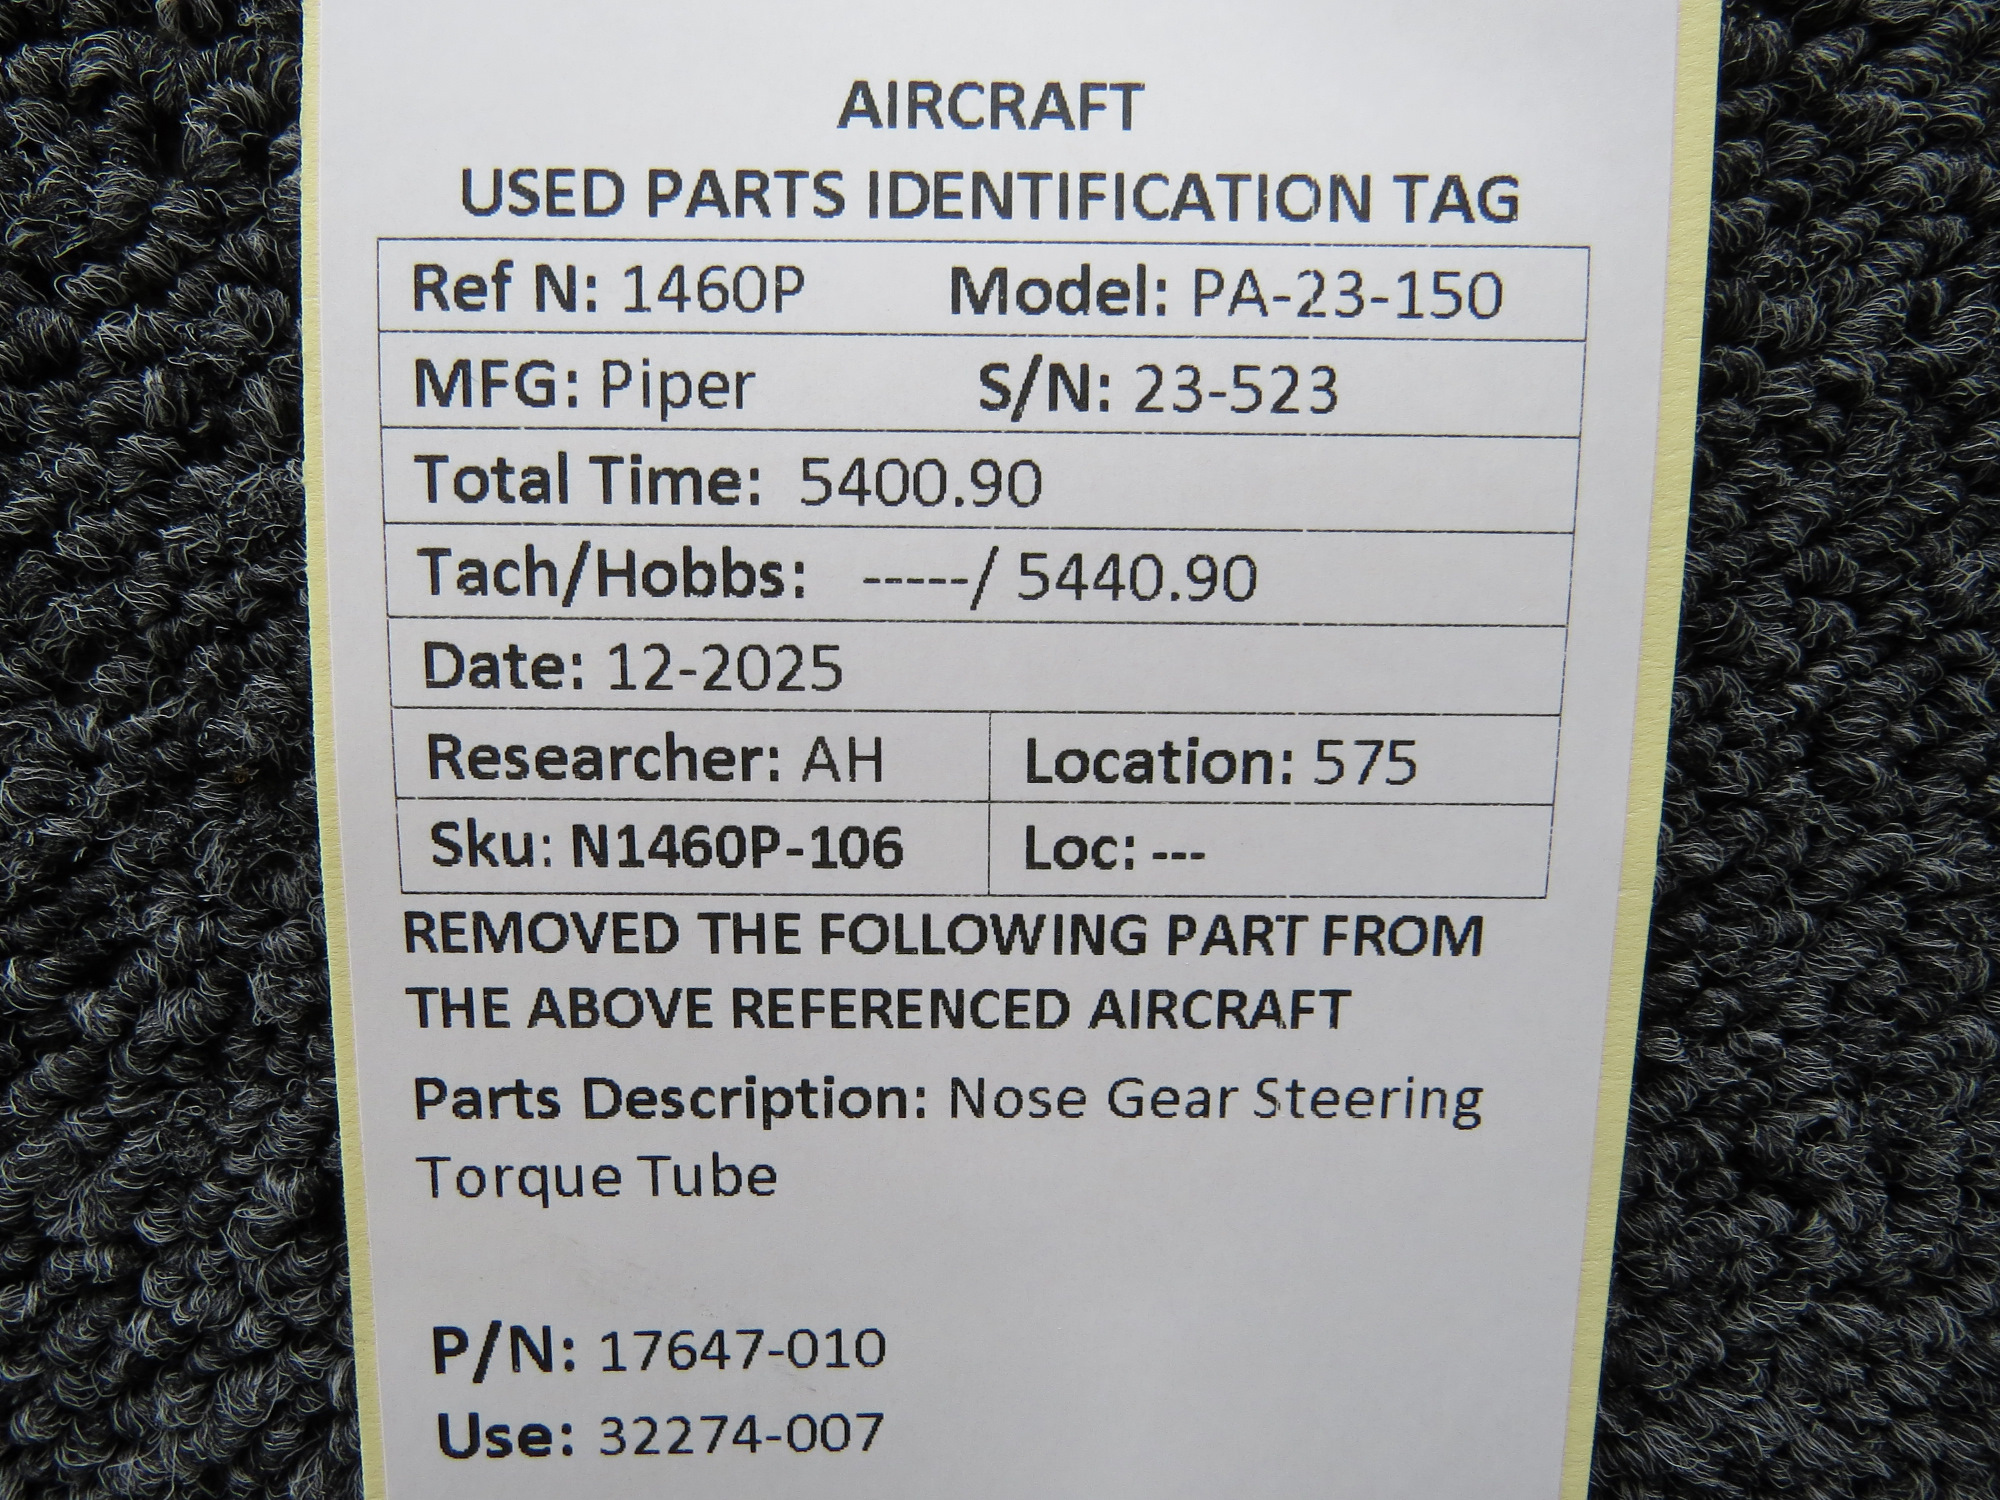 AIRCRAFT
USED PARTS IDENTIFICATION TAG
Ref N: 1460P Model: PA-23-150
MFG: Piper S/N: 23-523
Total Time: 5400.90
Tach/Hobbs: -----/ 5440.90
Date: 12-2025
Researcher: AH Location: 575
Sku: N1460P-106 Loc: ---
REMOVED THE FOLLOWING PART FROM
THE ABOVE REFERENCED AIRCRAFT
Parts Description: Nose Gear Steering
Torque Tube
P/N: 17647-010
Use: 32274-007